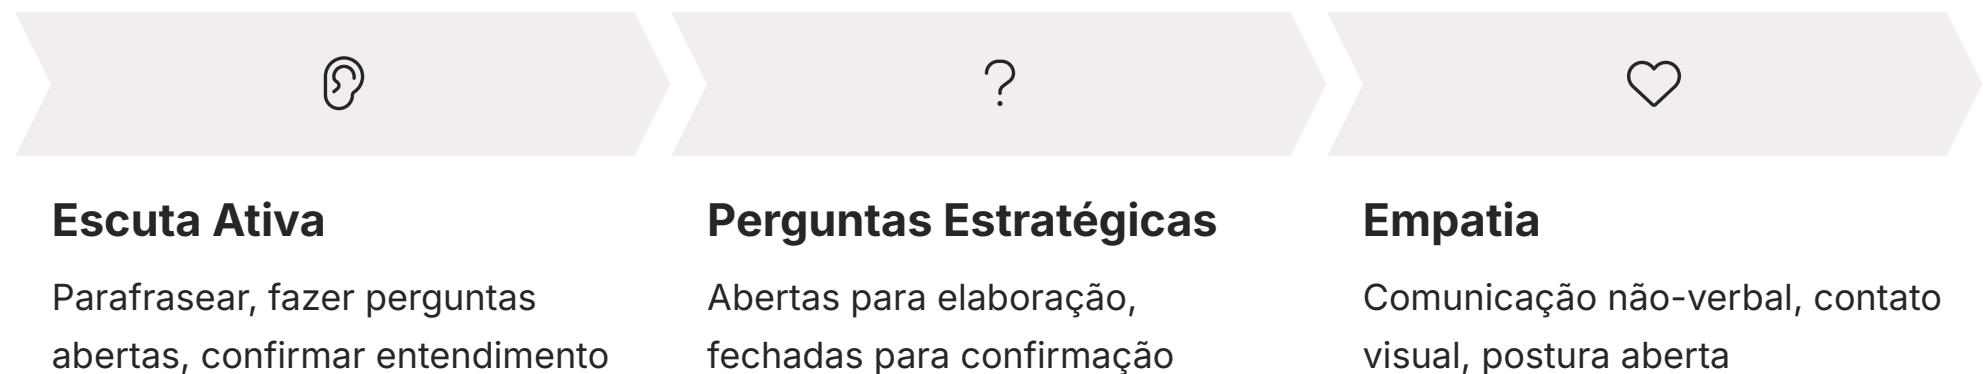 Escuta Ativa
Parafrasear, fazer perguntas
abertas, confirmar entendimento
Perguntas Estratégicas
Abertas para elaboração,
fechadas para confirmação
Empatia
Comunicação não-verbal, contato
visual, postura aberta